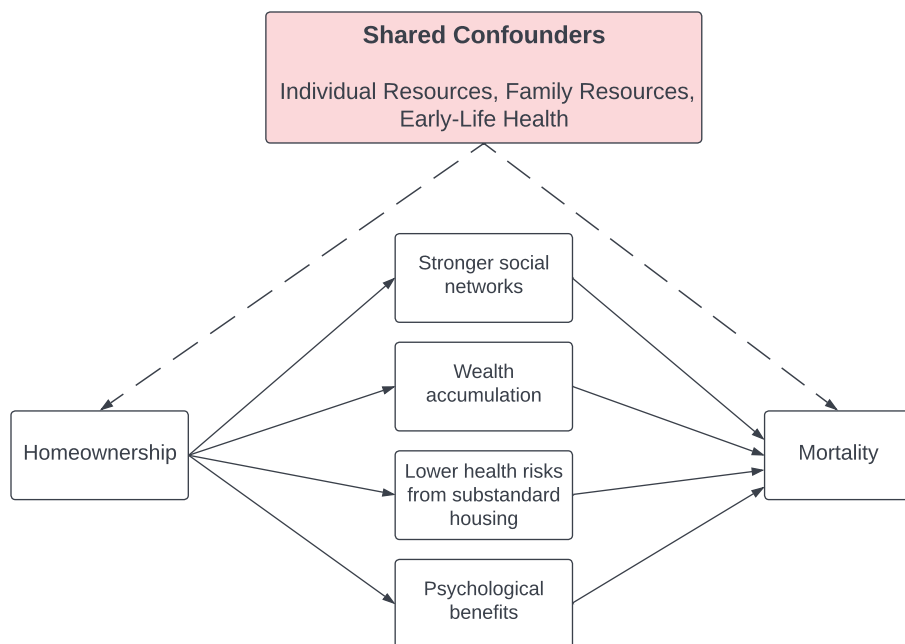 Shared Confounders
Individual Resources, Family Resources,
Early-Life Health
Stronger social
networks
Wealth
accumulation
Homeownership
Mortality
Lower health risks
from substandard
housing
Psychological
benefits